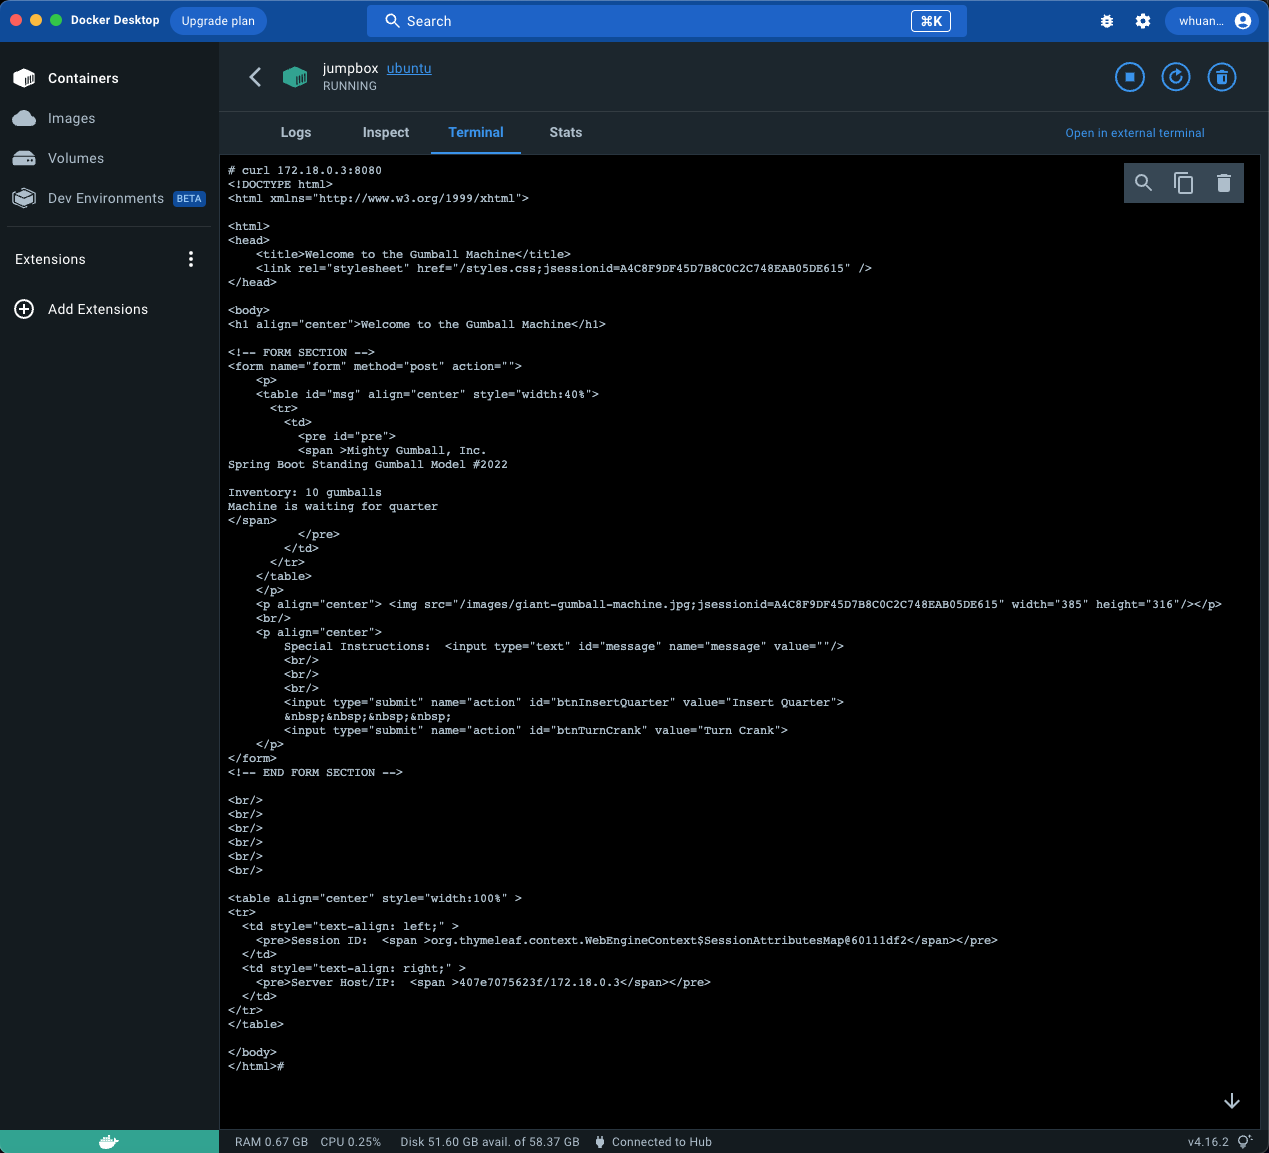 Docker Desktop
Upgrade plan
Search
⌘K
whuan...
Containers
Images
Volumes
Dev Environments BETA
Extensions
Add Extensions
jumpbox ubuntu
RUNNING
Logs Inspect Terminal Stats
Open in external terminal
# curl 172.18.0.3:8080
<!DOCTYPE html>
<html xmlns="http://www.w3.org/1999/xhtml">
<html>
<head>
<title>Welcome to the Gumball Machine</title>
<link rel="stylesheet" href="/styles.css;jsessionid=A4C8F9DF45D7B8C0C2C748EAB05DE615" />
</head>
<body>
<h1 align="center">Welcome to the Gumball Machine</h1>
<!-- FORM SECTION -->
<form name="form" method="post" action="">
<p>
<table id="msg" align="center" style="width:40%">
<tr>
<td>
<pre id="pre">
<span >Mighty Gumball, Inc.
Spring Boot Standing Gumball Model #2022
Inventory: 10 gumballs
Machine is waiting for quarter
</span>
</pre>
</td>
</tr>
</table>
</p>
<p align="center"> <img src="/images/giant-gumball-machine.jpg;jsessionid=A4C8F9DF45D7B8C0C2C748EAB05DE615" width="385" height="316"/></p>
<br/>
<p align="center">
Special Instructions:  <input type="text" id="message" name="message" value=""/>
<br/>
<br/>
<br/>
<input type="submit" name="action" id="btnInsertQuarter" value="Insert Quarter">
&nbsp;&nbsp;&nbsp;&nbsp;
<input type="submit" name="action" id="btnTurnCrank" value="Turn Crank">
</p>
</form>
<!-- END FORM SECTION -->
<br/>
<br/>
<br/>
<br/>
<br/>
<br/>
<table align="center" style="width:100%" >
<tr>
<td style="text-align: left;" >
<pre>Session ID:  <span >org.thymeleaf.context.WebEngineContext$SessionAttributesMap@60111df2</span></pre>
</td>
<td style="text-align: right;" >
<pre>Server Host/IP:  <span >407e7075623f/172.18.0.3</span></pre>
</td>
</tr>
</table>
</body>
</html>#
RAM 0.67 GB CPU 0.25% Disk 51.60 GB avail. of 58.37 GB Connected to Hub
v4.16.2